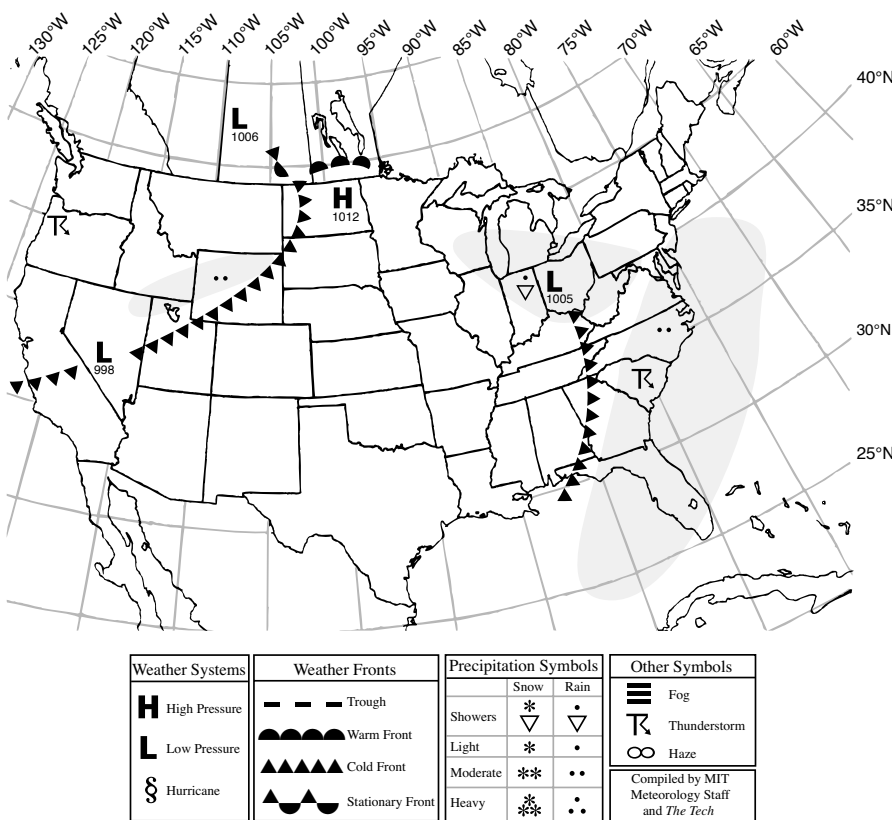 130°W 125°W 120°W 115°W 110°W 105°W 100°W 95°W 90°W 85°W 80°W 75°W 70°W 65°W 60°W
40°N
L
1006
H
1012
35°N
L
1005
30°N
L
998
25°N
Weather Systems
H High Pressure
L Low Pressure
§ Hurricane
Weather Fronts
Trough
Warm Front
Cold Front
Stationary Front
Precipitation Symbols
Snow Rain
Showers
Light
Moderate
Heavy
Other Symbols
Fog
Thunderstorm
Haze
Compiled by MIT
Meteorology Staff
and The Tech